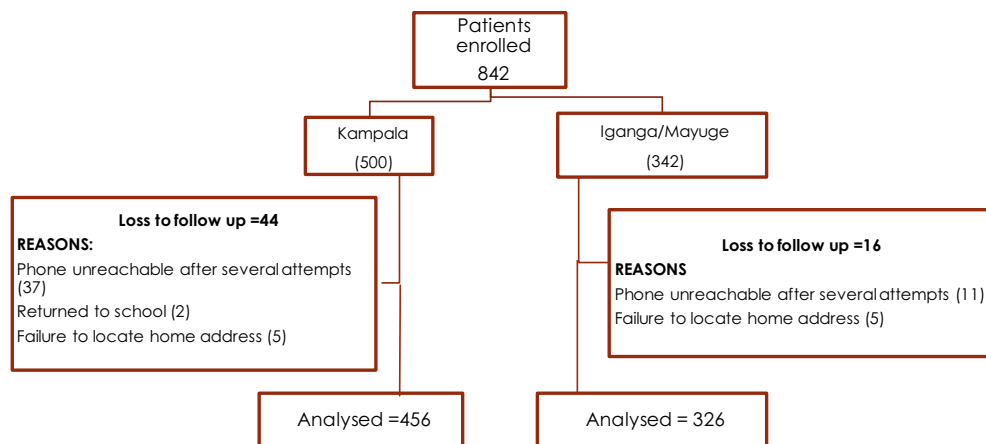 Patients
enrolled
842
Kampala
(500)
Iganga/Mayuge
(342)
Loss to follow up =44
REASONS:
Phone unreachable after several attempts
(37)
Returned to school (2)
Failure to locate home address (5)
Loss to follow up =16
REASONS
Phone unreachable after several attempts (11)
Failure to locate home address (5)
Analysed =456
Analysed = 326